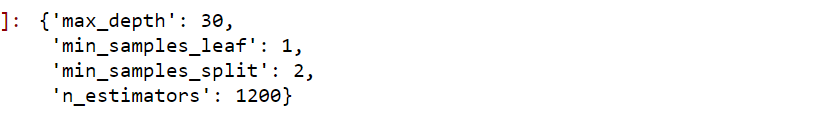 ]: {'max_depth': 30,
'min_samples_leaf': 1,
'min_samples_split': 2,
'n_estimators': 1200}